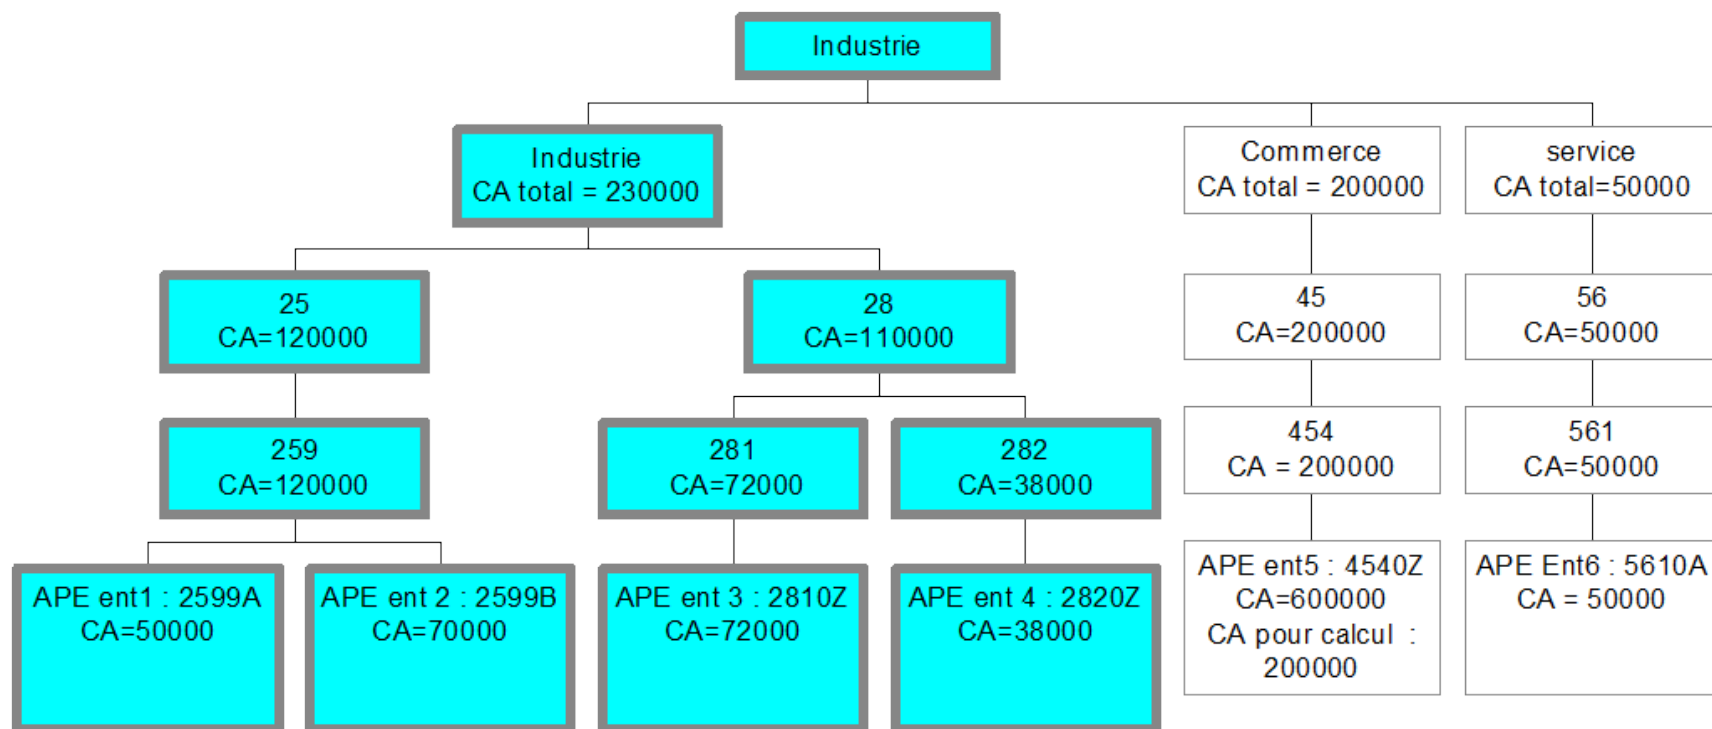 Industrie
Industrie
CA total = 230000
Commerce
CA total = 200000
service
CA total=50000
25
CA=120000
28
CA=110000
45
CA=200000
56
CA=50000
259
CA=120000
281
CA=72000
282
CA=38000
454
CA = 200000
561
CA=50000
APE ent1 : 2599A
CA=50000
APE ent 2 : 2599B
CA=70000
APE ent 3 : 2810Z
CA=72000
APE ent 4 : 2820Z
CA=38000
APE ent5 : 4540Z
CA=600000
CA pour calcul :
200000
APE Ent6 : 5610A
CA = 50000